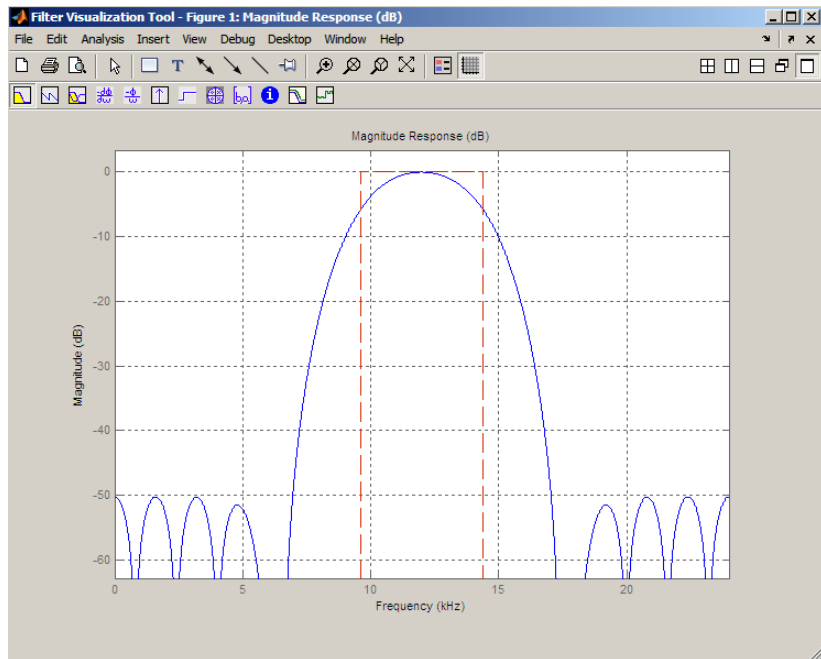 Filter Visualization Tool - Figure 1: Magnitude Response (dB)
File Edit Analysis Insert View Debug Desktop Window Help
Magnitude Response (dB)
0
-10
-20
-30
-40
-50
-60
Magnitude (dB)
0 5 10 15 20
Frequency (kHz)